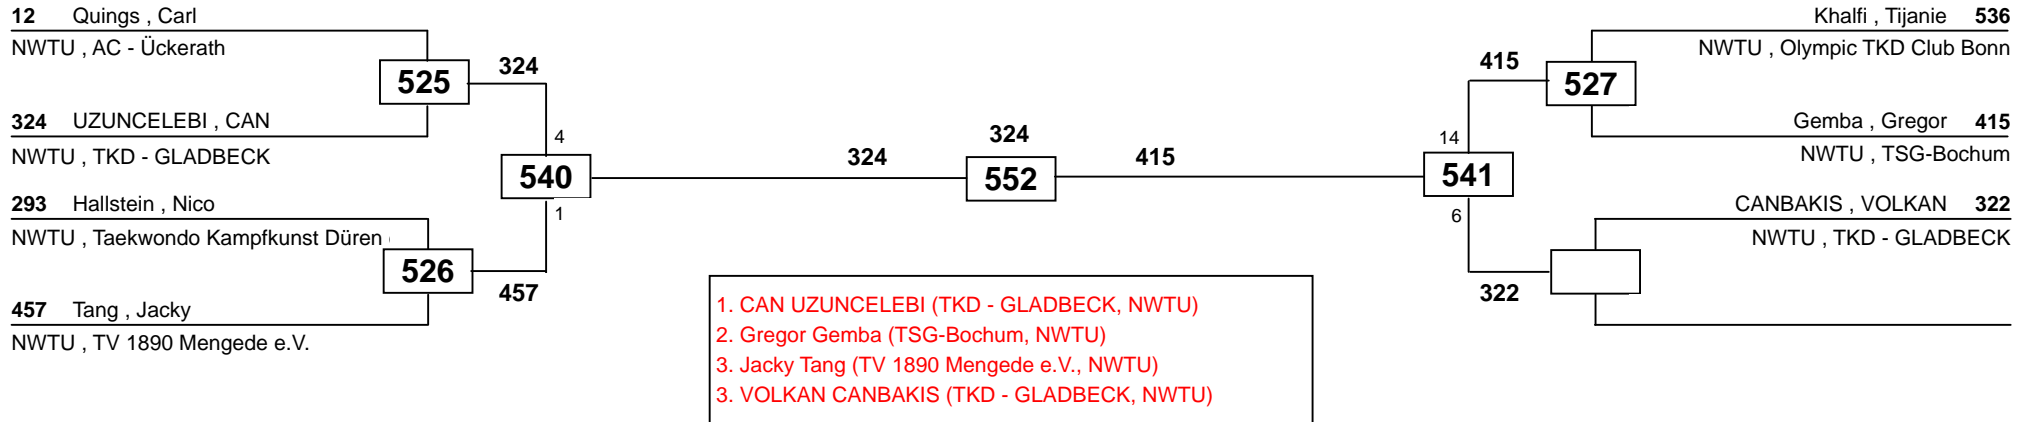 12 Quings , Carl
NWTU , AC - Ückerath
525
324
324 UZUNCELEBI , CAN
NWTU , TKD - GLADBECK
4
540
1
293 Hallstein , Nico
NWTU , Taekwondo Kampfkunst Düren
526
457
457 Tang , Jacky
NWTU , TV 1890 Mengede e.V.
324
324
552
415
Khalfi , Tijanie 536
NWTU , Olympic TKD Club Bonn
415
527
Gemba , Gregor 415
NWTU , TSG-Bochum
14
541
6
CANBAKIS , VOLKAN 322
NWTU , TKD - GLADBECK
322
1. CAN UZUNCELEBI (TKD - GLADBECK, NWTU)
2. Gregor Gemba (TSG-Bochum, NWTU)
3. Jacky Tang (TV 1890 Mengede e.V., NWTU)
3. VOLKAN CANBAKIS (TKD - GLADBECK, NWTU)